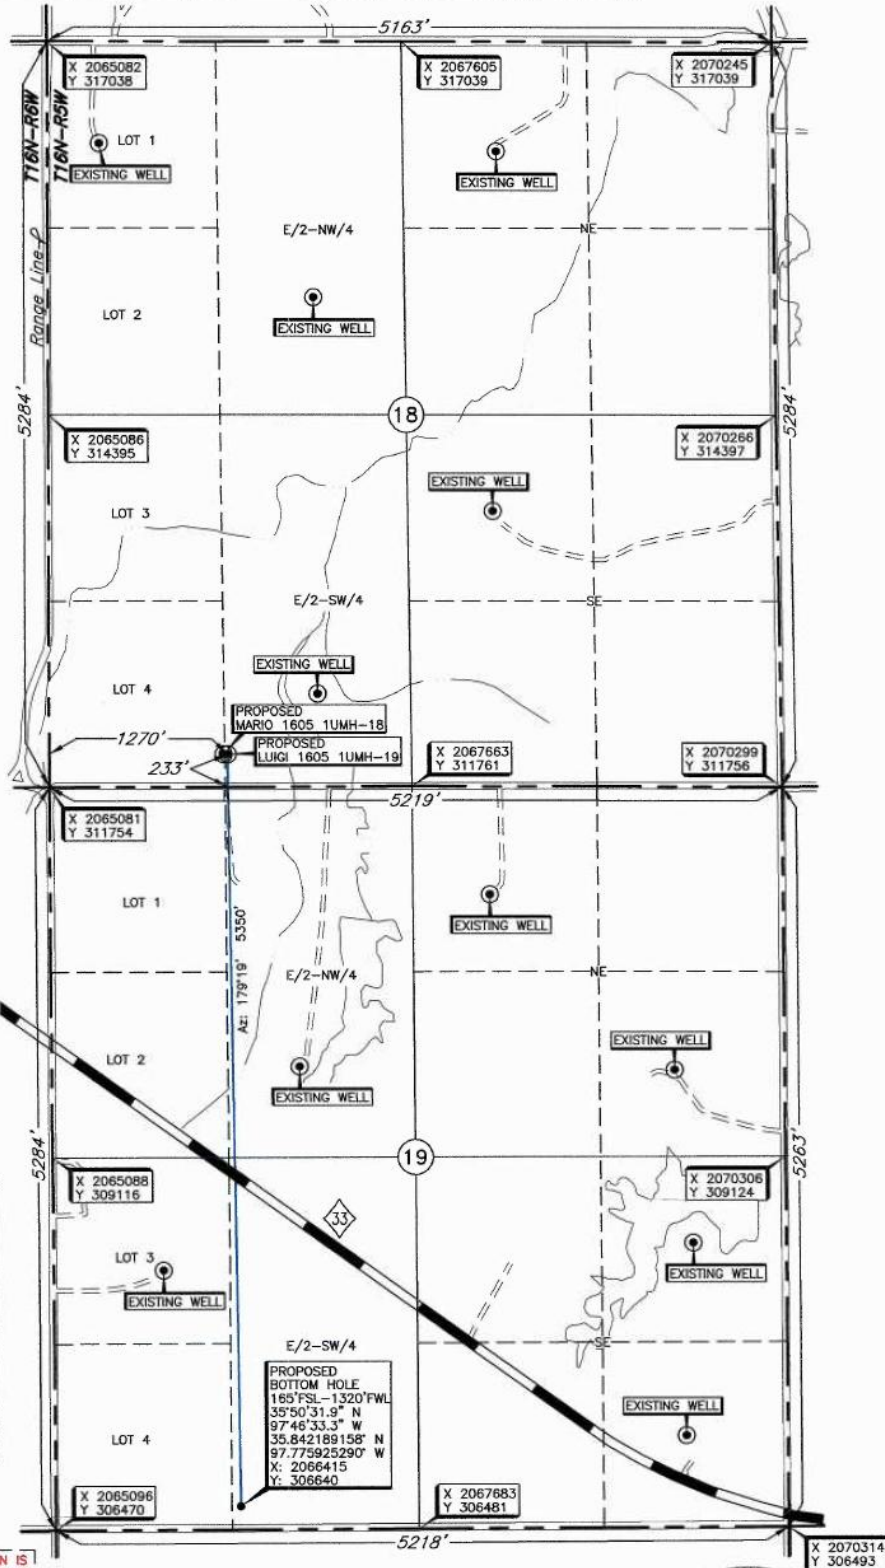 5163'
X 2065082
Y 317038
X 2067605
Y 317039
X 2070245
Y 317039
T16N-R6W
T16N-R5W
LOT 1
EXISTING WELL
EXISTING WELL
E/2-NW/4
NE
Range Line
LOT 2
EXISTING WELL
5284'
18
5284'
X 2065086
Y 314395
X 2070266
Y 314397
EXISTING WELL
LOT 3
E/2-SW/4
SE
EXISTING WELL
LOT 4
PROPOSED
MARIO 1605 1UMH-18
1270'
PROPOSED
LUIGI 1605 1UMH-19
233'
X 2067663
Y 311761
X 2070299
Y 311756
5219'
X 2065081
Y 311754
LOT 1
EXISTING WELL
Az: 179°19' 5350'
E/2-NW/4
NE
LOT 2
EXISTING WELL
EXISTING WELL
5284'
19
5263'
X 2065088
Y 309116
X 2070306
Y 309124
33
LOT 3
EXISTING WELL
EXISTING WELL
E/2-SW/4
SE
PROPOSED
BOTTOM HOLE
165'FSL-1320'FWL
35°50'31.9" N
97°46'33.3" W
35.842189158° N
97.775925290° W
X: 2066415
Y: 306640
EXISTING WELL
LOT 4
X 2065096
Y 306470
X 2067683
Y 306481
5218'
X 2070314
Y 306493
N IS